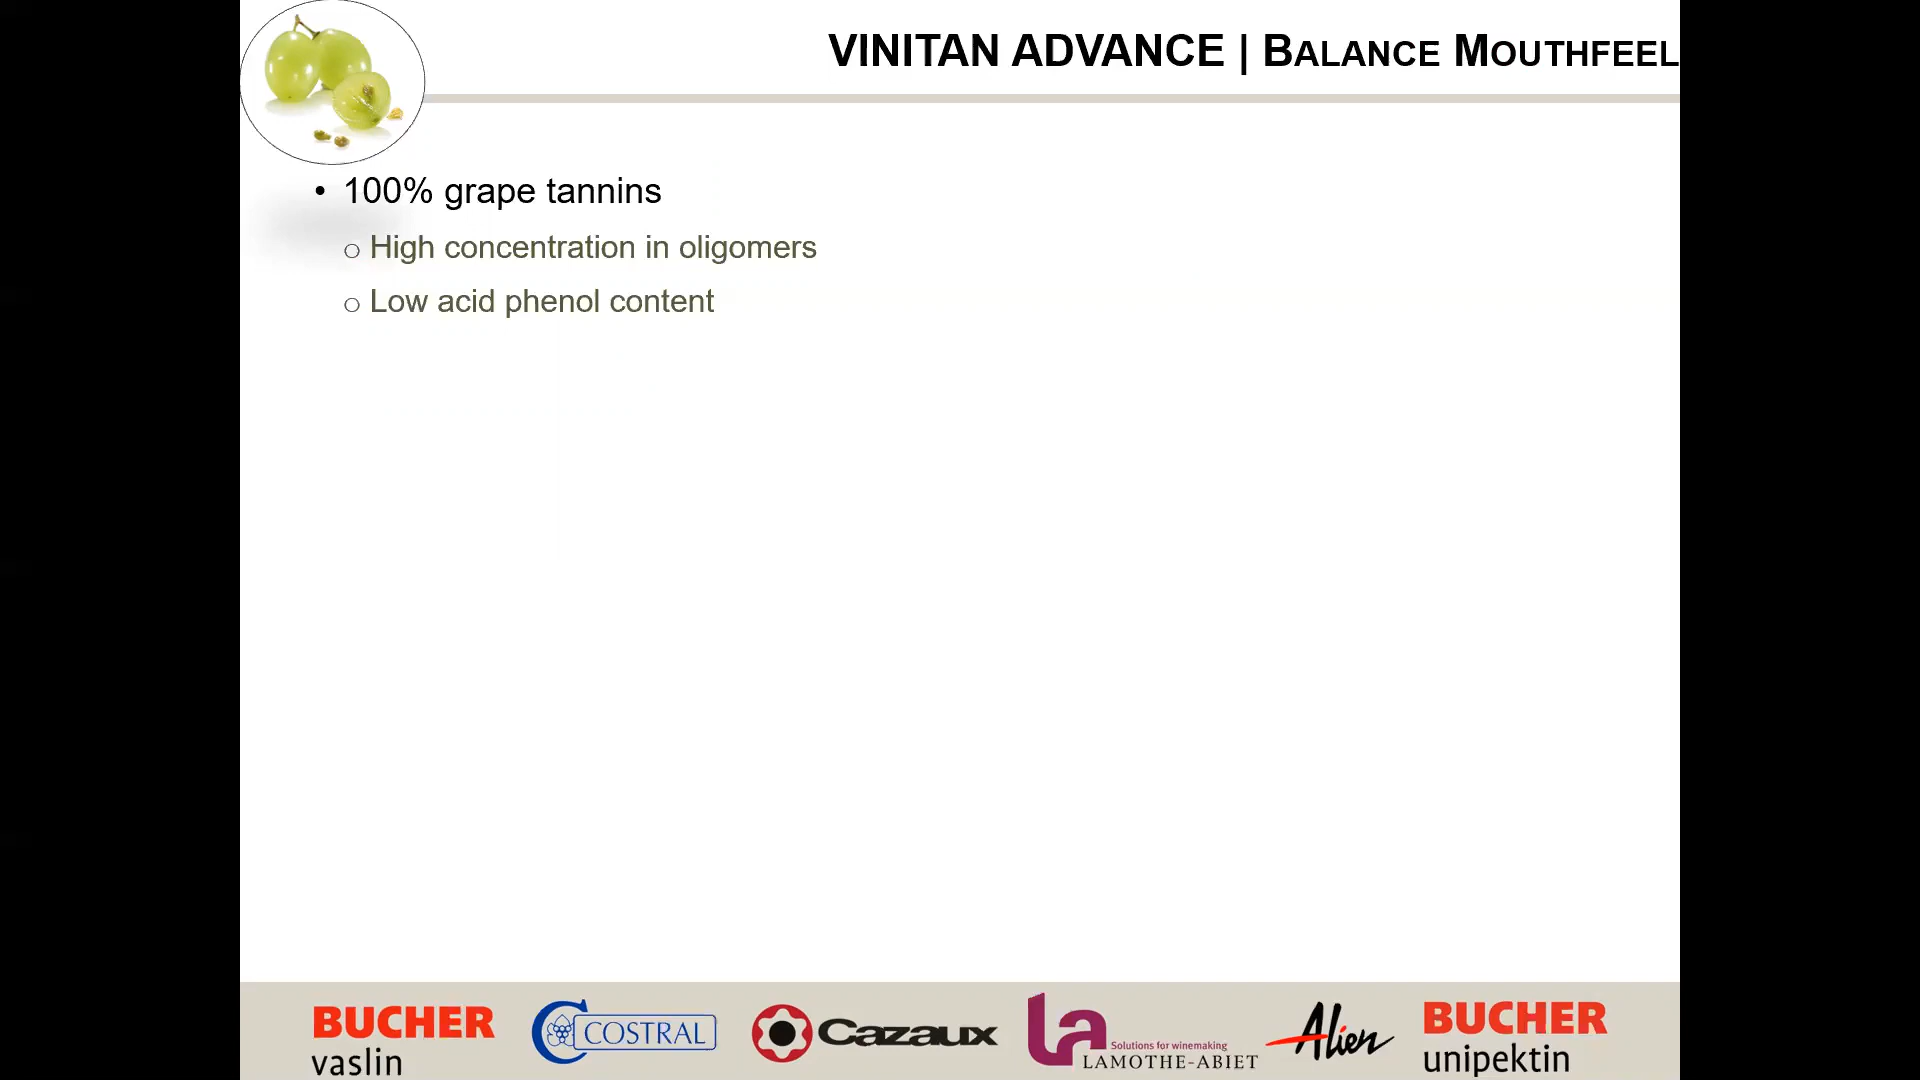 VINITAN ADVANCE | BALANCE MOUTHFEEL
• 100% grape tannins
o High concentration in oligomers
o Low acid phenol content
BUCHER
vaslin
COSTRAL
Cazaux
la
Solutions for winemaking
LAMOTHE-ABIET
Alien
BUCHER
unipektin